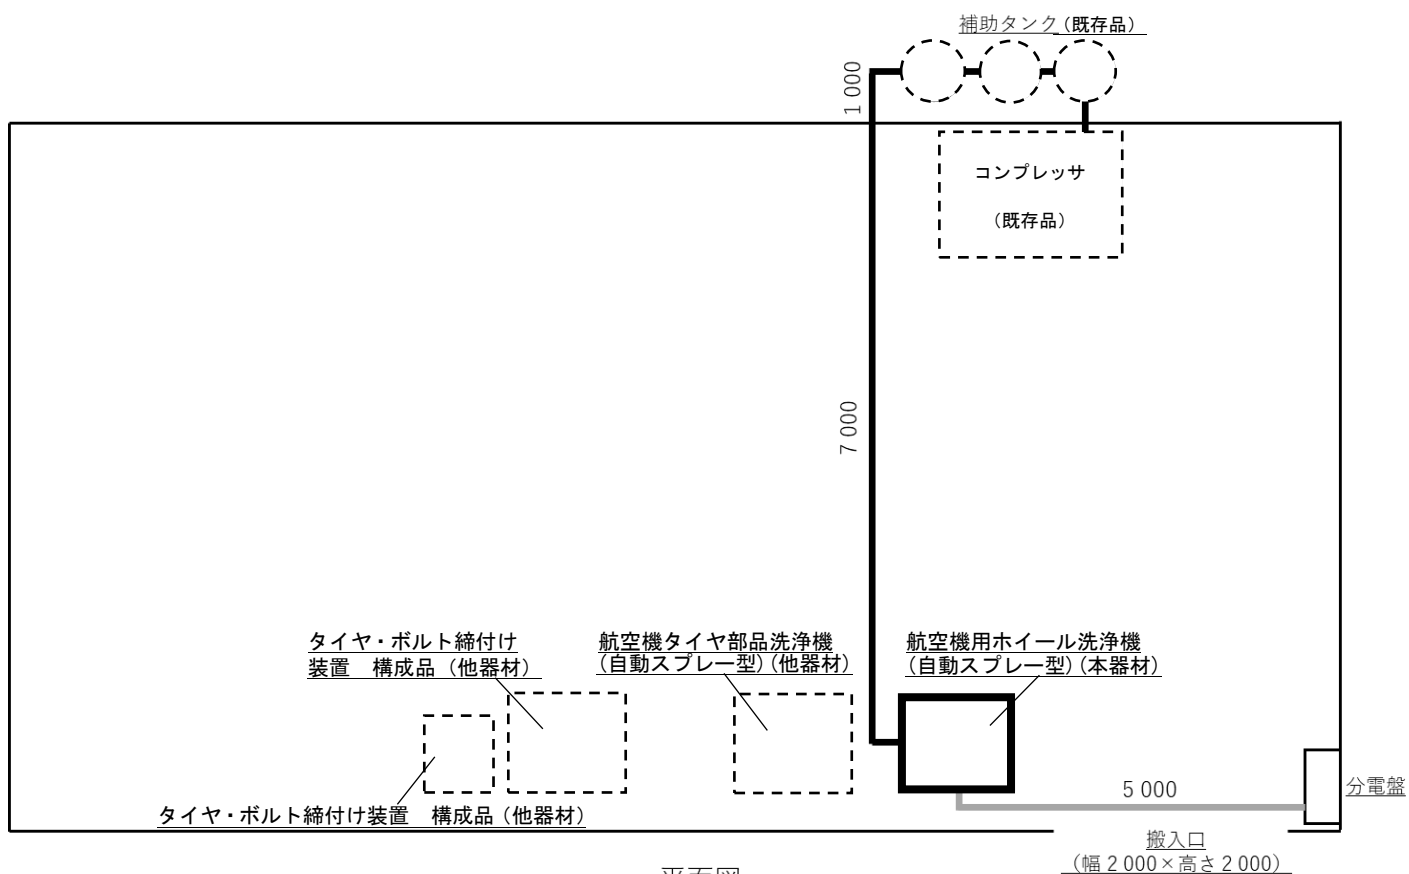 補助タンク(既存品)
1 000
コンプレッサ
(既存品)
7 000
タイヤ・ボルト締付け
装置 構成品(他器材)
航空機タイヤ部品洗浄機
(自動スプレー型)(他器材)
航空機用ホイール洗浄機
(自動スプレー型)(本器材)
5 000
分電盤
タイヤ・ボルト締付け装置 構成品(他器材)
搬入口
(幅2 000×高さ2 000)
平面図